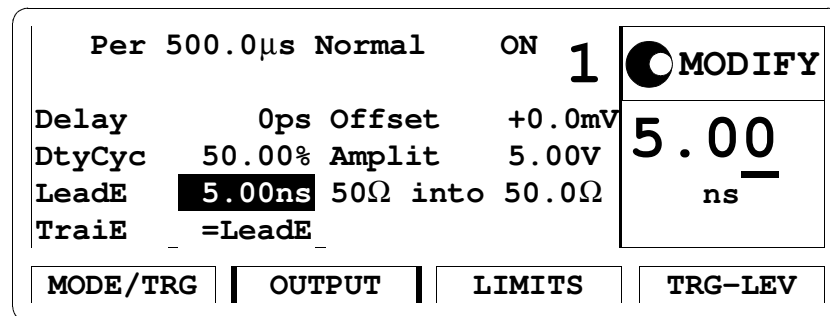 Per 500.0µs Normal ON 1
MODIFY
Delay 0ps Offset +0.0mV
DtyCyc 50.00% Amplit 5.00V
5.00
LeadE 5.00ns 50Ω into 50.0Ω
ns
TraiE =LeadE
MODE/TRG OUTPUT LIMITS TRG-LEV